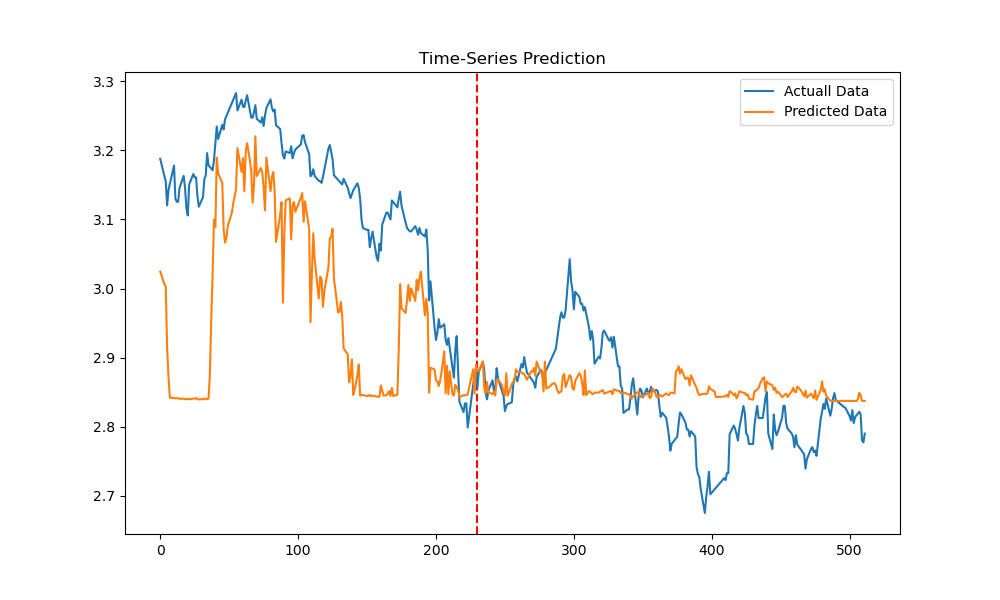 Time-Series Prediction
Actuall Data
Predicted Data
3.3
3.2
3.1
3.0
2.9
2.8
2.7
0 100 200 300 400 500